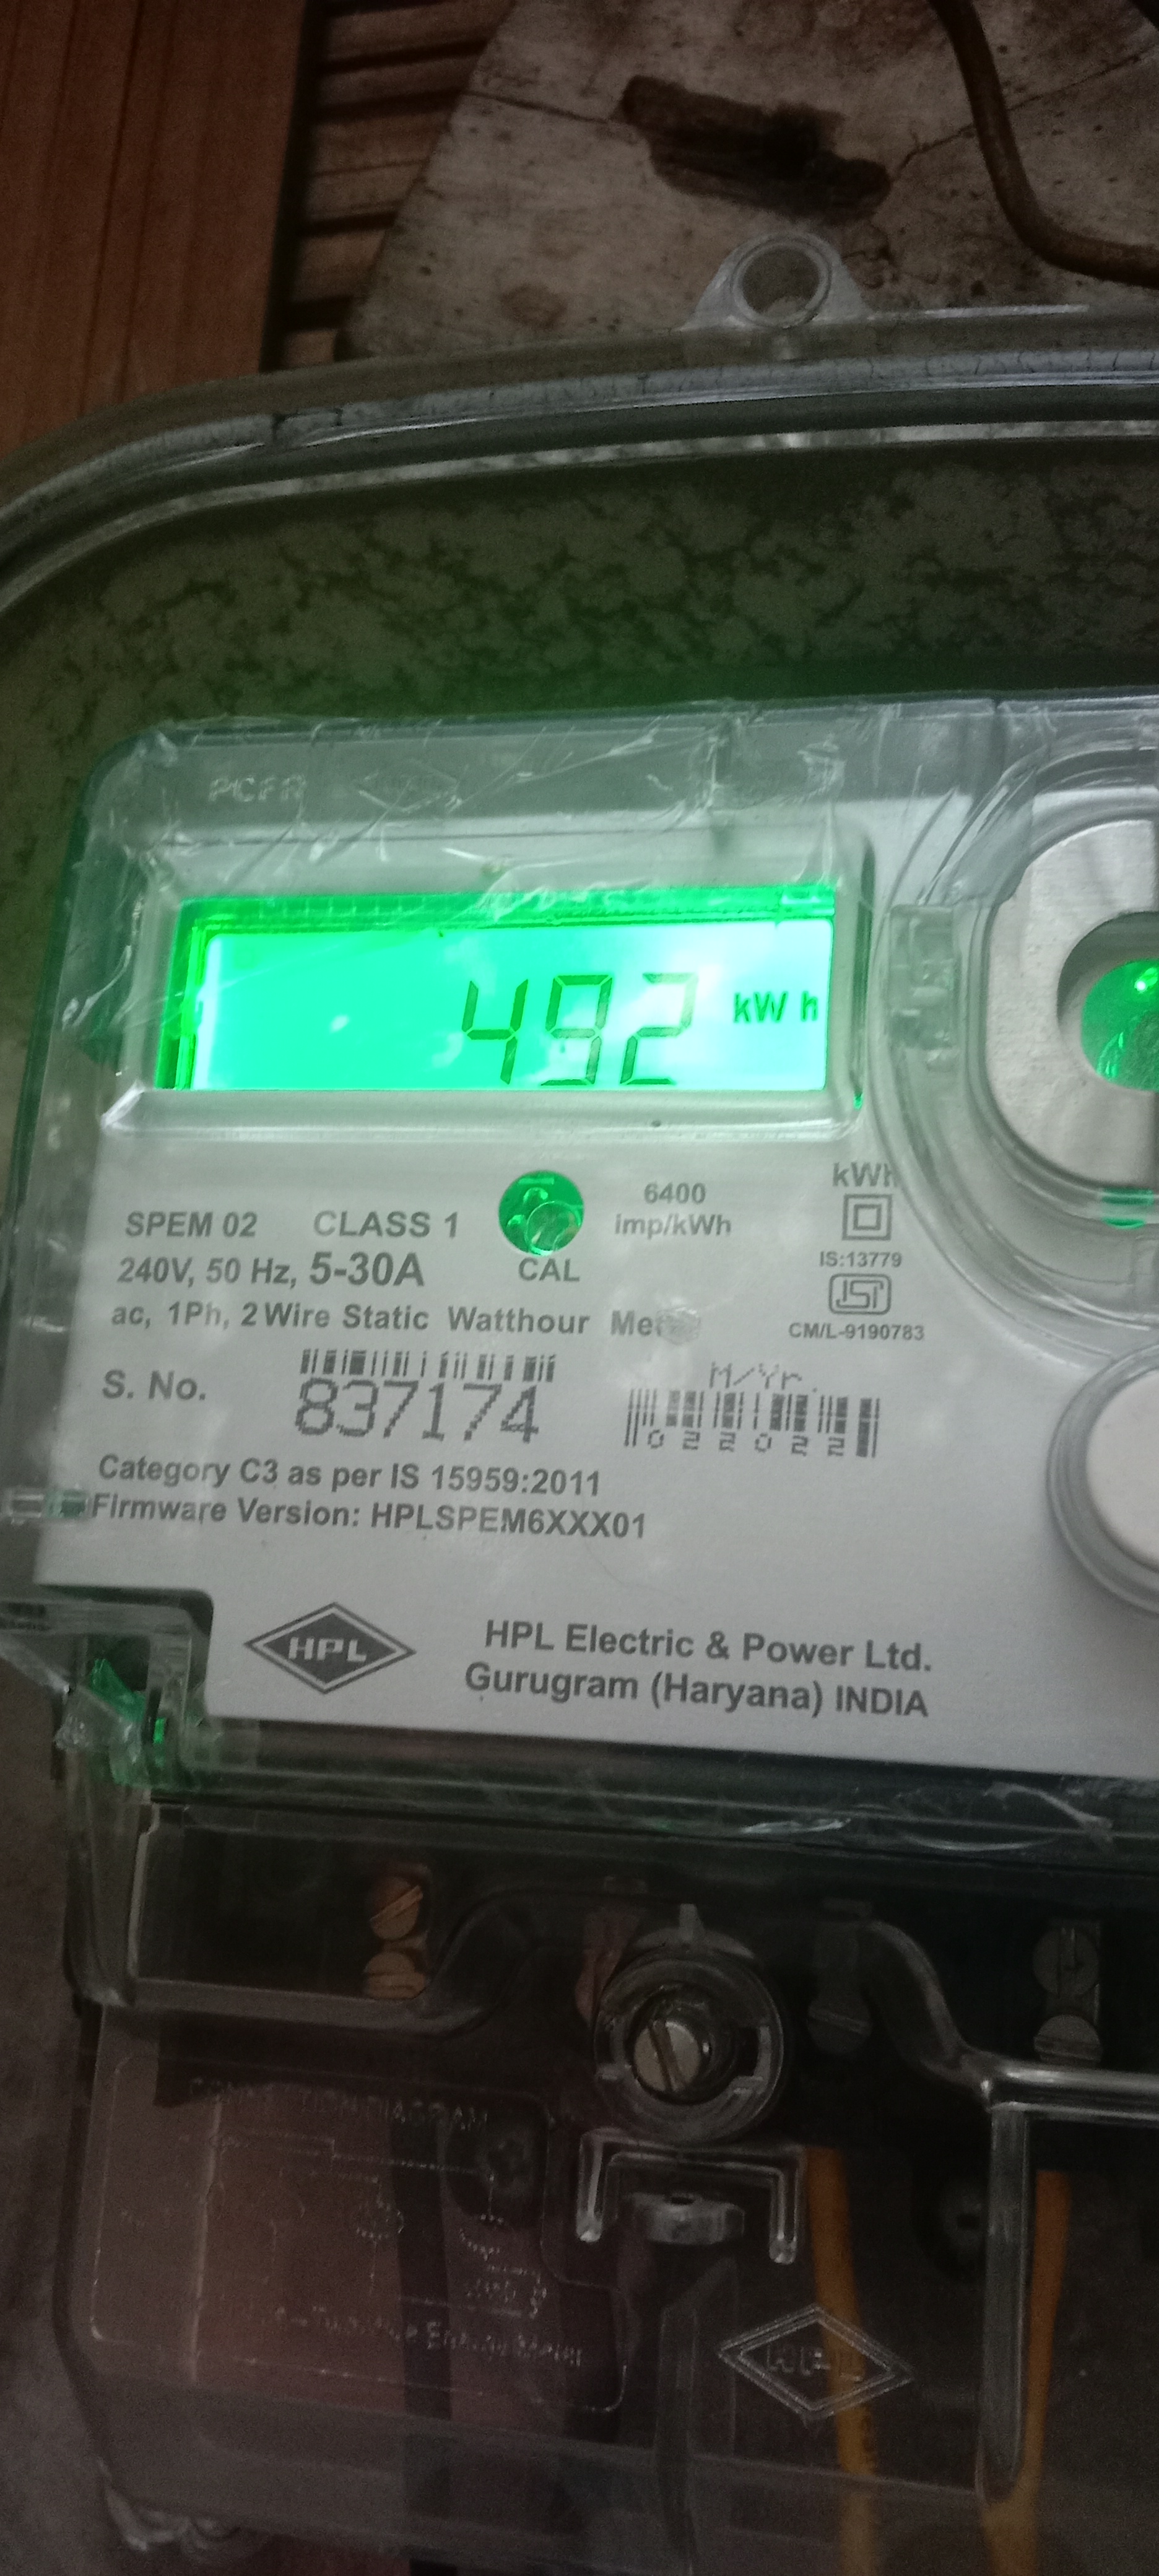 PCFR
492 kWh
SPEM 02 CLASS 1
240V, 50 Hz, 5-30A
CAL
6400
imp/kWh
kWh
IS:13779
ISI
CM/L-9190783
ac, 1Ph, 2 Wire Static Watthour
S. No. 837174
M/Yr.
022022
Category C3 as per IS 15959:2011
Firmware Version: HPLSPEM6XXX01
HPL
HPL Electric & Power Ltd.
Gurugram (Haryana) INDIA
HPL